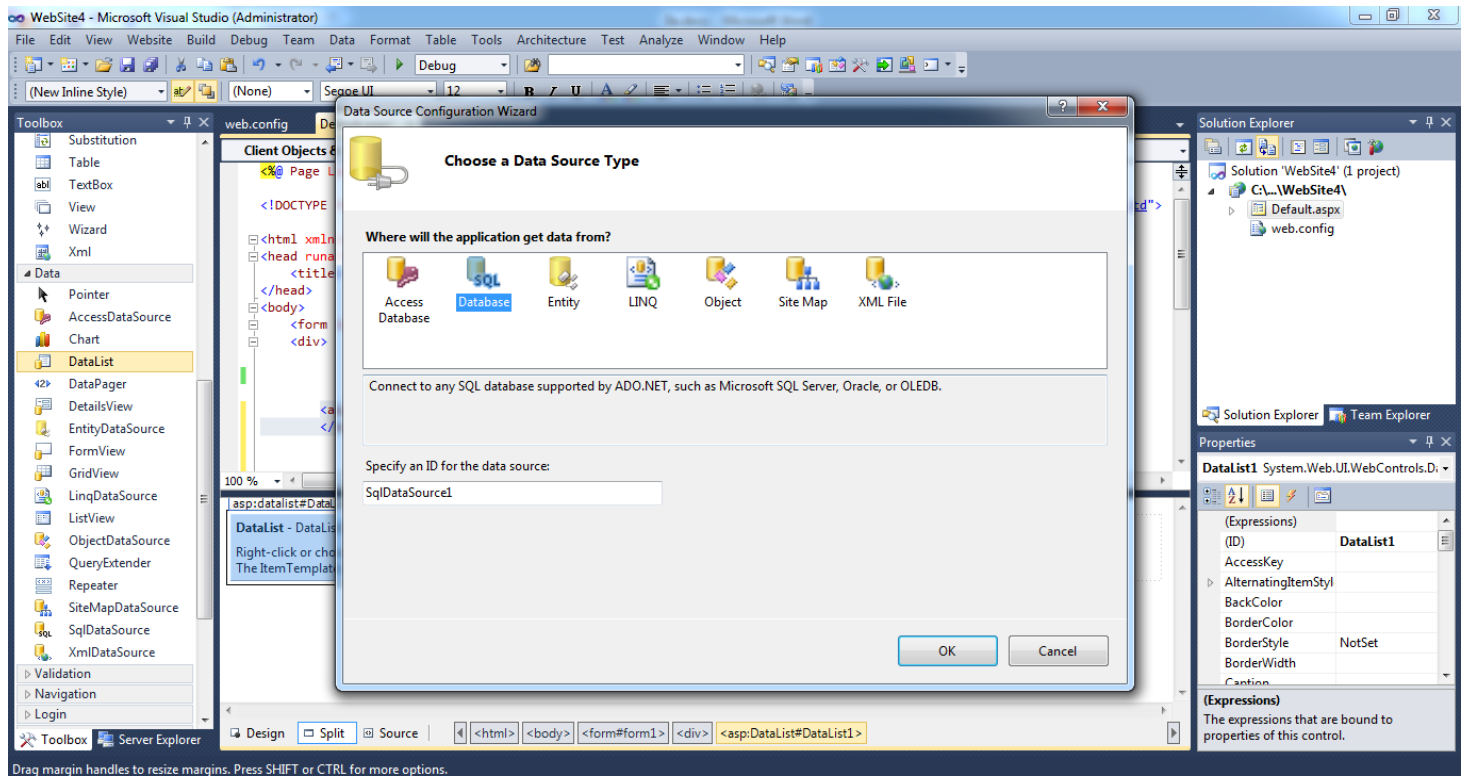 WebSite4 - Microsoft Visual Studio (Administrator)
File Edit View Website Build Debug Team Data Format Table Tools Architecture Test Analyze Window Help
Debug
(New Inline Style) (None) Segoe UI 12 B I U A
Toolbox
Substitution
Table
abl TextBox
View
Wizard
Xml
Data
Pointer
AccessDataSource
Chart
DataList
DataPager
DetailsView
EntityDataSource
FormView
GridView
LinqDataSource
ListView
ObjectDataSource
QueryExtender
Repeater
SiteMapDataSource
SqlDataSource
XmlDataSource
Validation
Navigation
Login
Toolbox Server Explorer
web.config De
Client Objects &
<%@ Page L
<!DOCTYPE td">
<html xmln
<head runa
<title
</head>
<body>
<form
<div>
<a
</
100 %
asp:datalist#DataL
DataList - DataLis
Right-click or cho
The ItemTemplat
Design Split Source <html> <body> <form#form1> <div> <asp:DataList#DataList1>
Data Source Configuration Wizard
Choose a Data Source Type
Where will the application get data from?
Access Database
SQL Database
Entity
LINQ
Object
Site Map
XML File
Connect to any SQL database supported by ADO.NET, such as Microsoft SQL Server, Oracle, or OLEDB.
Specify an ID for the data source:
SqlDataSource1
OK Cancel
Solution Explorer
Solution 'WebSite4' (1 project)
C:\...\WebSite4\
Default.aspx
web.config
Solution Explorer Team Explorer
Properties
DataList1 System.Web.UI.WebControls.Da
(Expressions)
(ID) DataList1
AccessKey
AlternatingItemStyl
BackColor
BorderColor
BorderStyle NotSet
BorderWidth
Caption
(Expressions)
The expressions that are bound to
properties of this control.
Drag margin handles to resize margins. Press SHIFT or CTRL for more options.